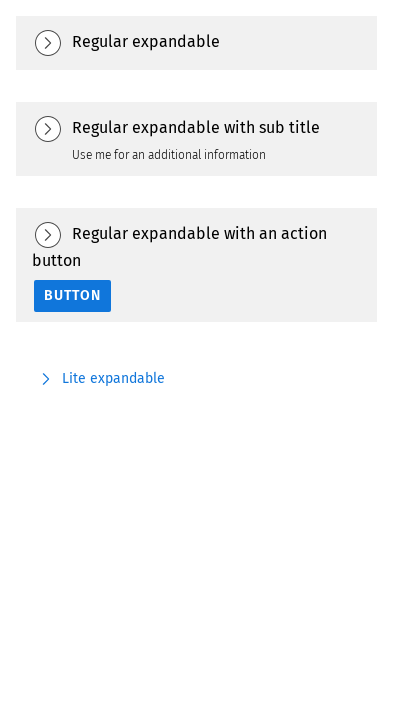 Regular expandable
Regular expandable with sub title
Use me for an additional information
Regular expandable with an action
button
BUTTON
Lite expandable